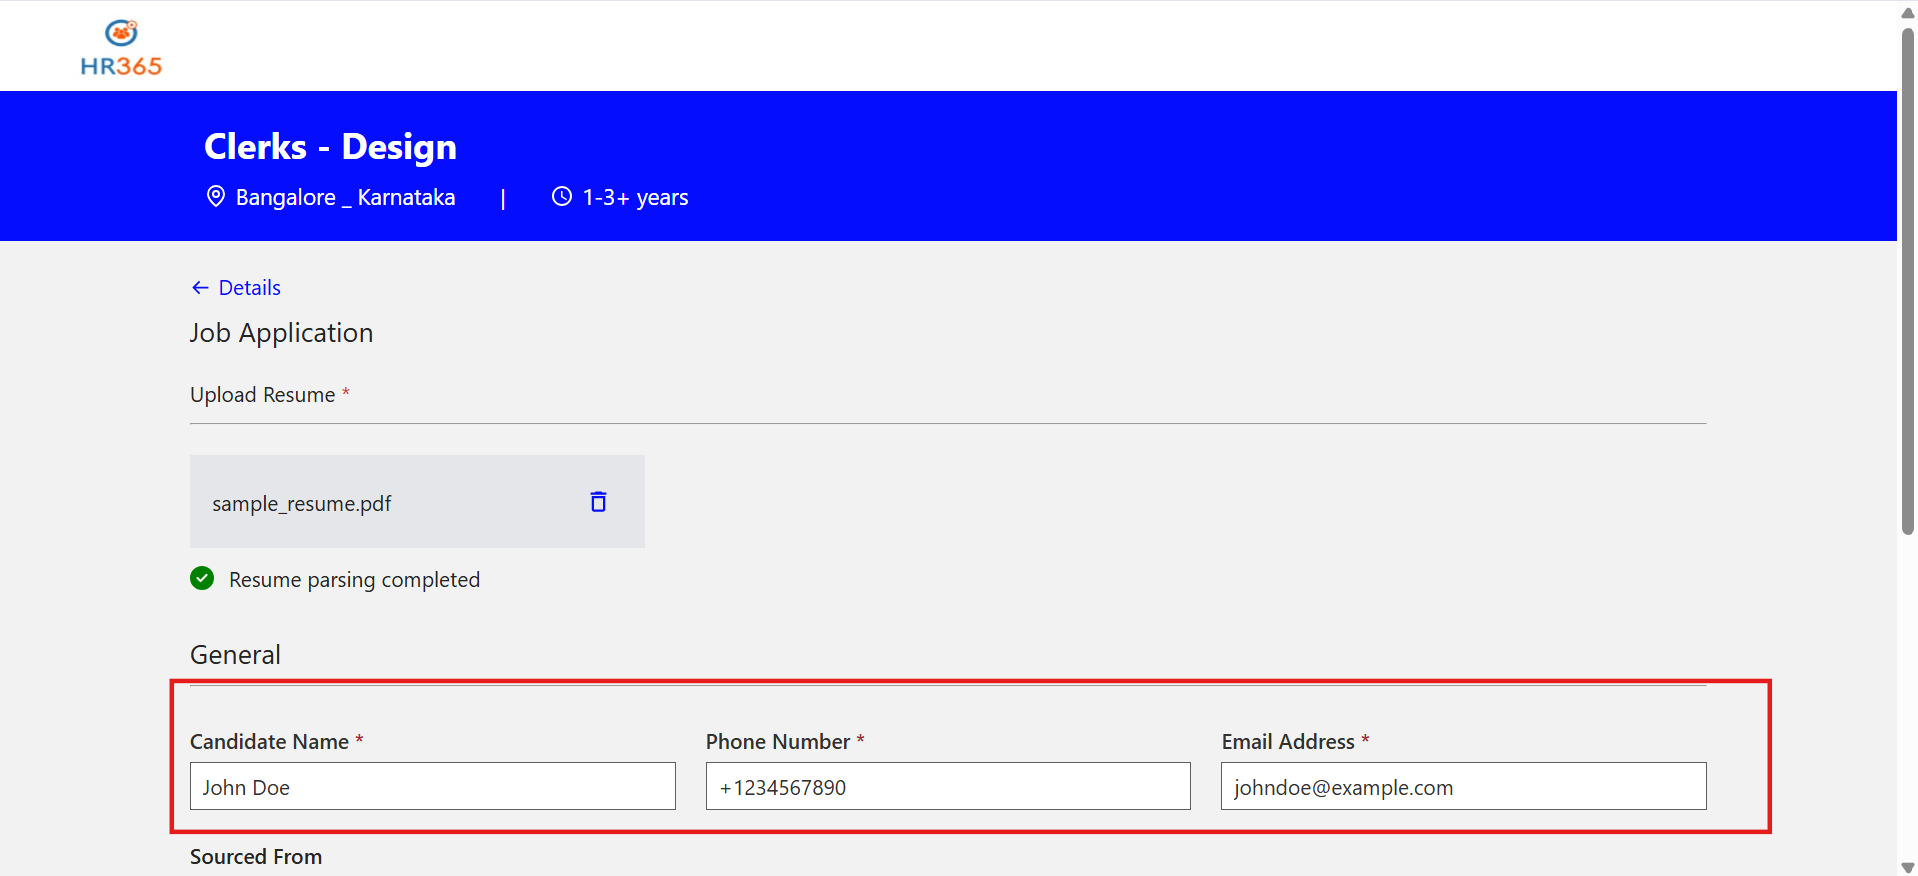 HR365
Clerks - Design
Bangalore _ Karnataka | 1-3+ years
← Details
Job Application
Upload Resume *
sample_resume.pdf
Resume parsing completed
General
Candidate Name * Phone Number * Email Address *
John Doe +1234567890 johndoe@example.com
Sourced From